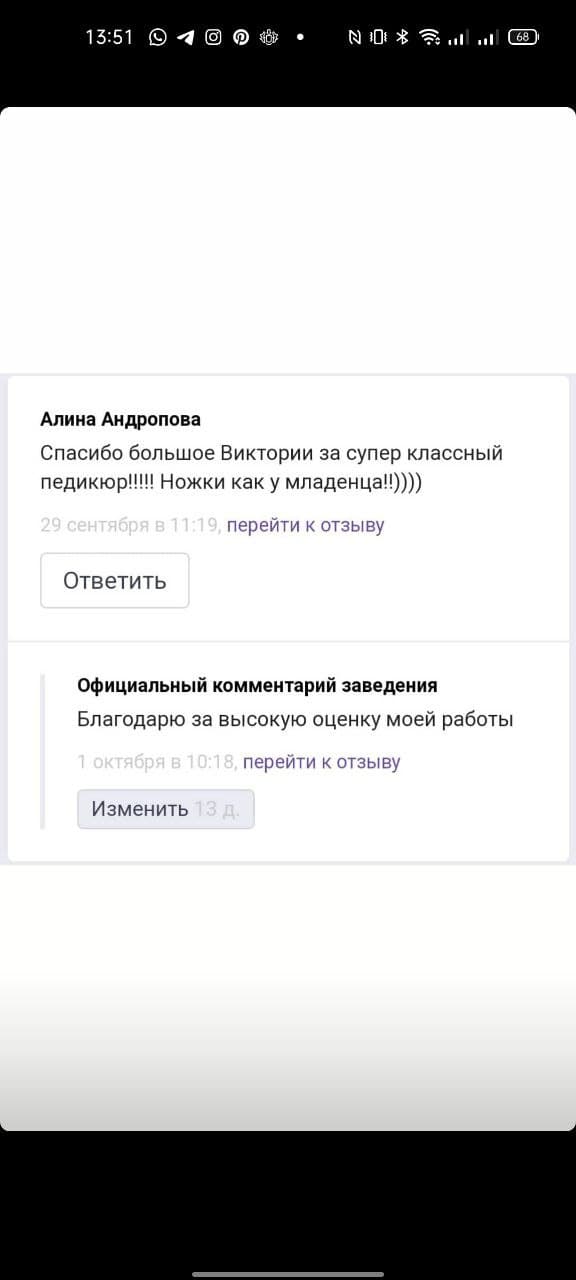 13:51
68
Алина Андропова
Спасибо большое Виктории за супер классный
педикюр!!!!! Ножки как у младенца!!))))
29 сентября в 11:19, перейти к отзыву
Ответить
Официальный комментарий заведения
Благодарю за высокую оценку моей работы
1 октября в 10:18, перейти к отзыву
Изменить 13 д.